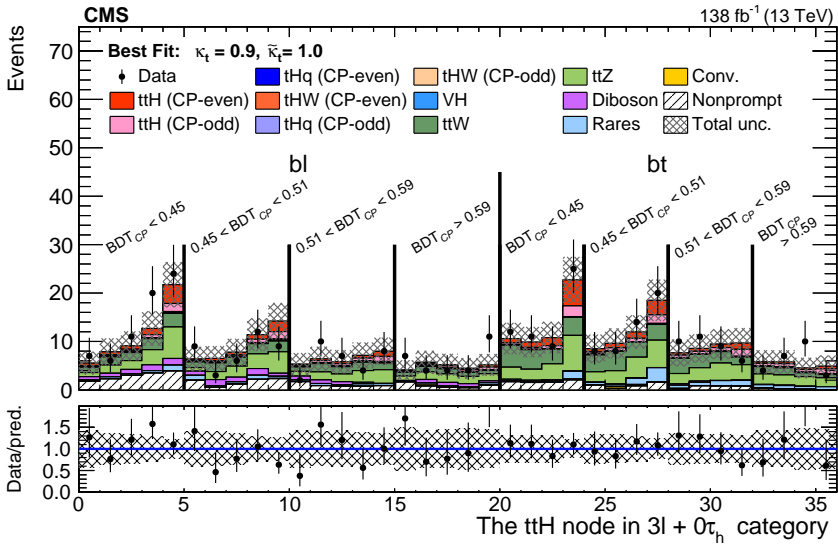 CMS 138 fb⁻¹ (13 TeV)
Events
Best Fit: κt = 0.9, κ̃t = 1.0
Data tHq (CP-even) tHW (CP-odd) ttZ Conv.
ttH (CP-even) tHW (CP-even) VH Diboson Nonprompt
ttH (CP-odd) tHq (CP-odd) ttW Rares Total unc.
bl bt
BDT_CP < 0.45
0.45 < BDT_CP < 0.51
0.51 < BDT_CP < 0.59
BDT_CP > 0.59
BDT_CP < 0.45
0.45 < BDT_CP < 0.51
0.51 < BDT_CP < 0.59
BDT_CP
> 0.59
70
60
50
40
30
20
10
0
Data/pred.
1.5
1.0
0.5
0.0
0 5 10 15 20 25 30 35
The ttH node in 3l + 0τh category